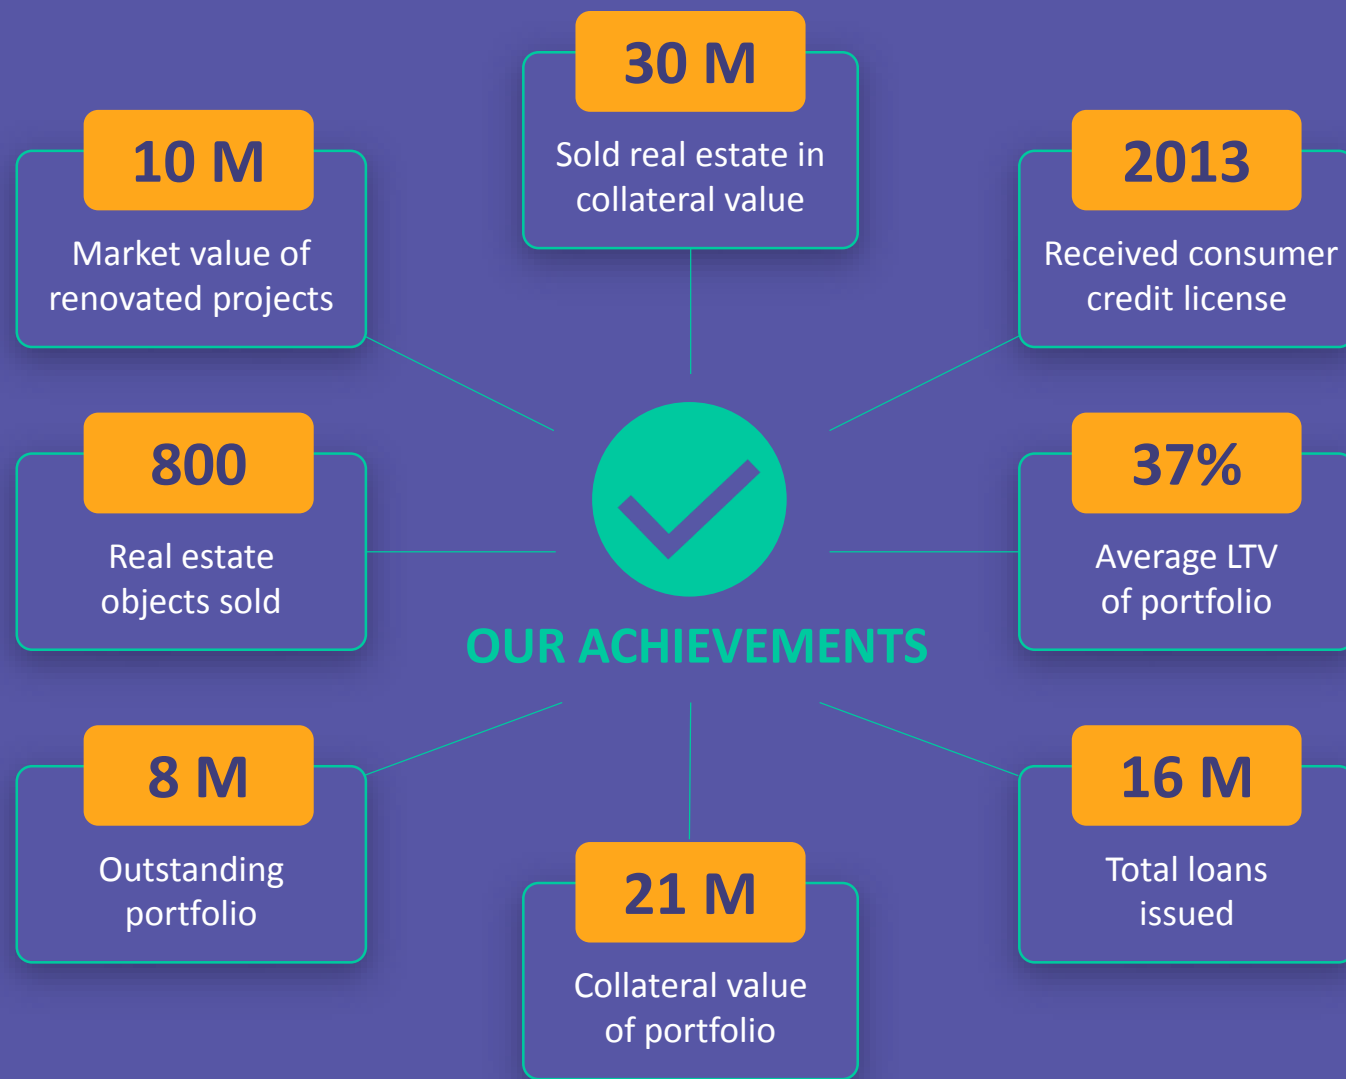 30 M
Sold real estate in
collateral value
10 M
Market value of
renovated projects
2013
Received consumer
credit license
800
Real estate
objects sold
37%
Average LTV
of portfolio
OUR ACHIEVEMENTS
8 M
Outstanding
portfolio
16 M
Total loans
issued
21 M
Collateral value
of portfolio